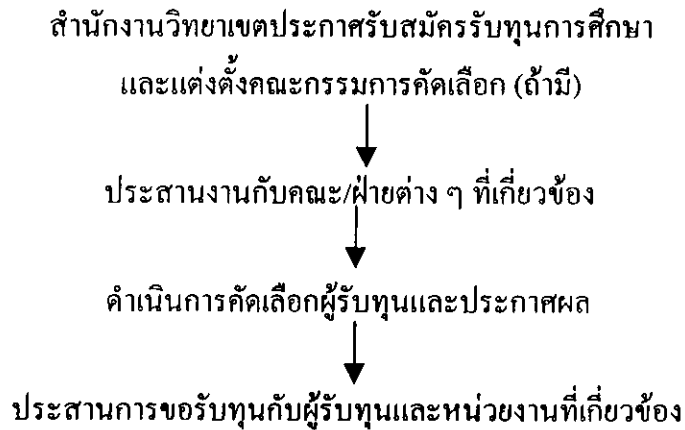 สำนักงานวิทยาเขตประกาศรับสมัครรับทุนการศึกษา
และแต่งตั้งคณะกรรมการคัดเลือก (ถ้ามี)
ประสานงานกับคณะ/ฝ่ายต่าง ๆ ที่เกี่ยวข้อง
ดำเนินการคัดเลือกผู้รับทุนและประกาศผล
ประสานการขอรับทุนกับผู้รับทุนและหน่วยงานที่เกี่ยวข้อง